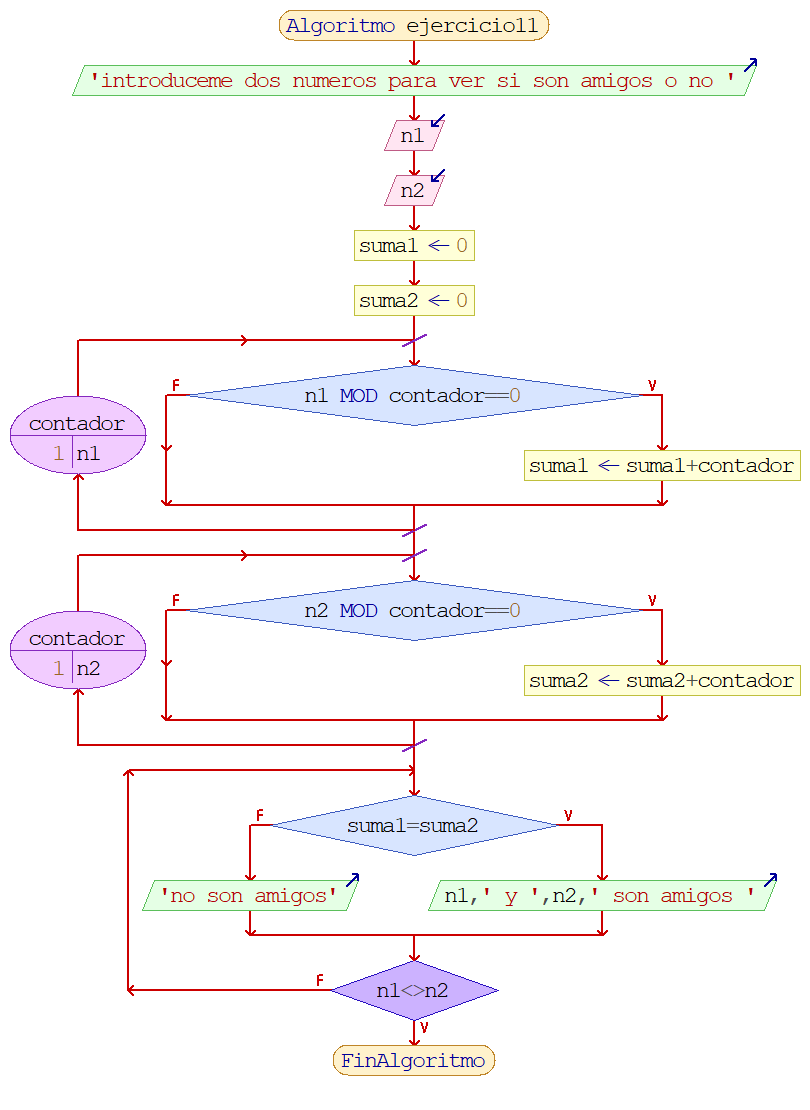 Algoritmo ejercicio11
'introduceme dos numeros para ver si son amigos o no '
n1
n2
suma1 ← 0
suma2 ← 0
F
V
n1 MOD contador==0
contador
1 n1
suma1 ← suma1+contador
F
V
n2 MOD contador==0
contador
1 n2
suma2 ← suma2+contador
F
V
suma1=suma2
'no son amigos'
n1,' y ',n2,' son amigos '
F
n1<>n2
V
FinAlgoritmo